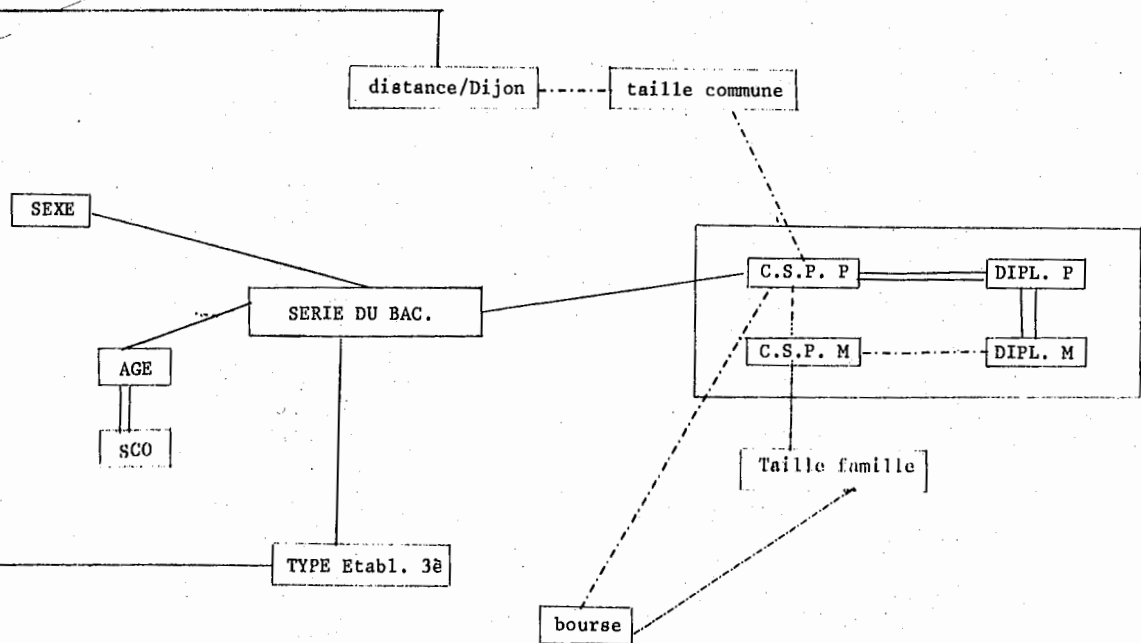 distance/Dijon
taille commune
SEXE
C.S.P. P
DIPL. P
SERIE DU BAC.
C.S.P. M
DIPL. M
AGE
SCO
Taille famille
TYPE Etabl. 3è
bourse